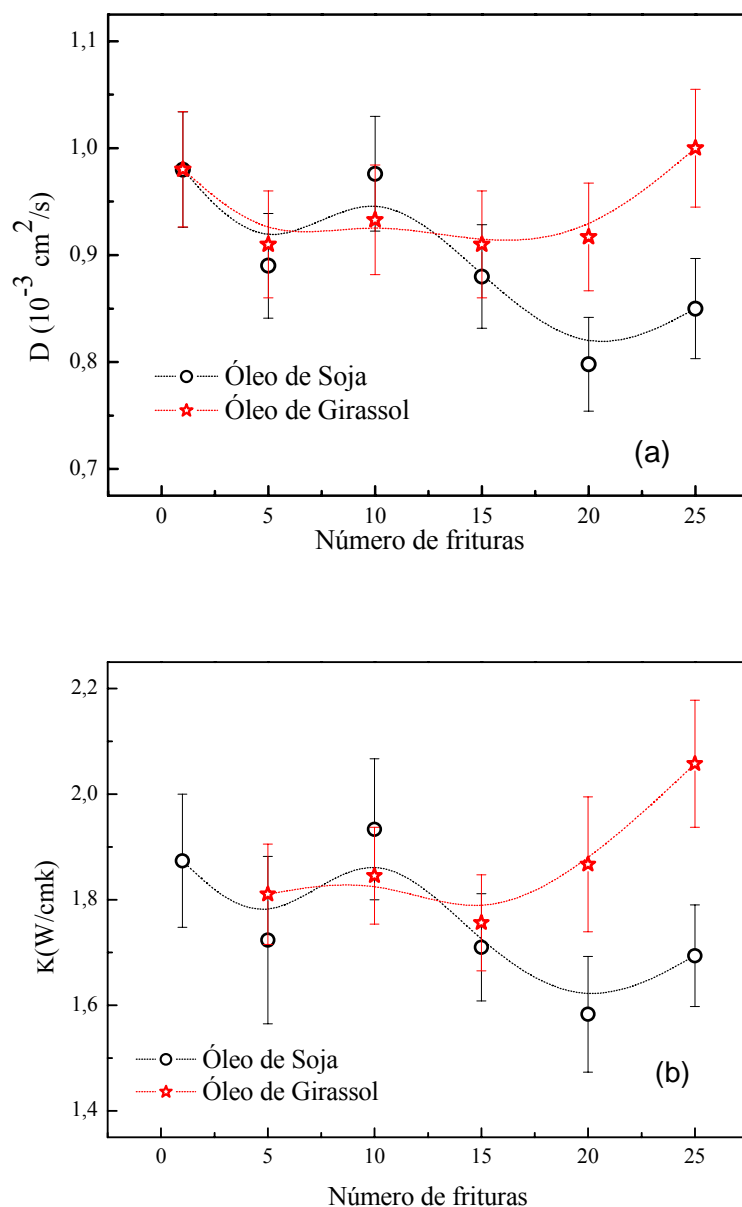 1,1
1,0
0,9
0,8
0,7
D (10⁻³ cm²/s)
Óleo de Soja
Óleo de Girassol
(a)
0 5 10 15 20 25
Número de frituras
2,2
2,0
1,8
1,6
1,4
K(W/cmk)
Óleo de Soja
Óleo de Girassol
(b)
0 5 10 15 20 25
Número de frituras